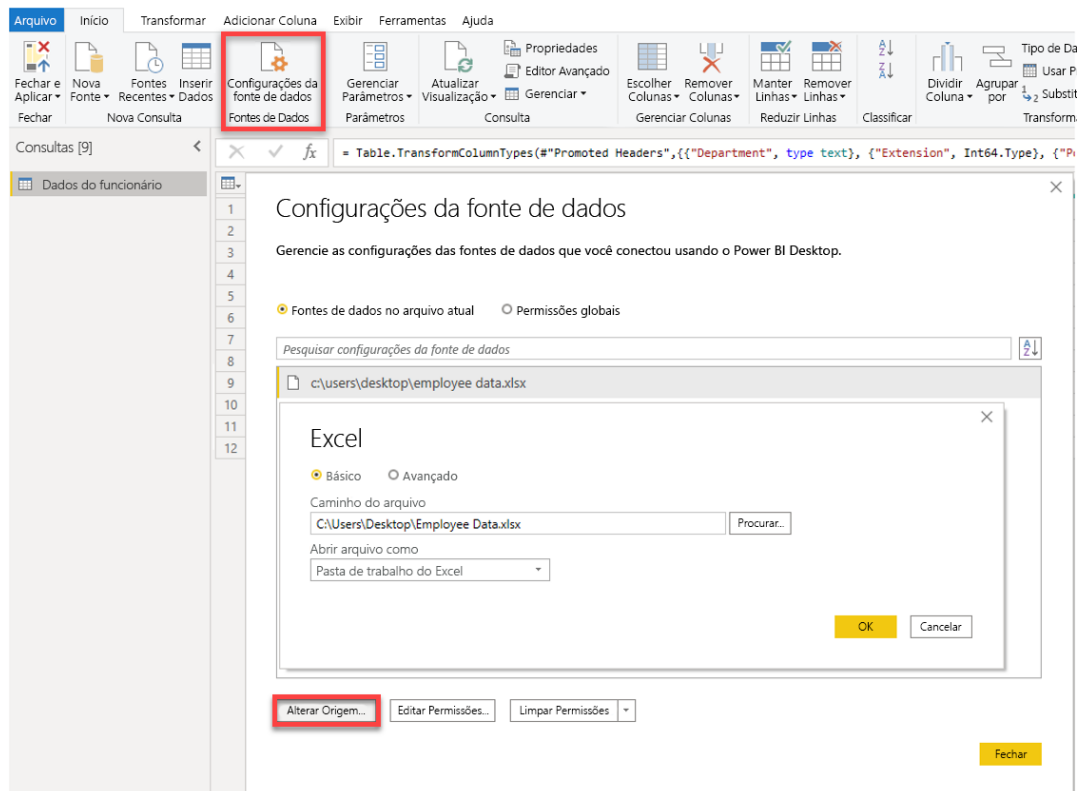 Arquivo Início Transformar Adicionar Coluna Exibir Ferramentas Ajuda
Fechar e Aplicar
Nova Fonte
Fontes Recentes
Inserir Dados
Configurações da fonte de dados
Gerenciar Parâmetros
Atualizar Visualização
Propriedades
Editor Avançado
Gerenciar
Escolher Colunas
Remover Colunas
Manter Linhas
Remover Linhas
Dividir Coluna
Agrupar por
Tipo de Da
Usar P
Substit
Fechar Nova Consulta Fontes de Dados Parâmetros Consulta Gerenciar Colunas Reduzir Linhas Classificar Transforma
Consultas [9]
fx = Table.TransformColumnTypes(#"Promoted Headers",{{"Department", type text}, {"Extension", Int64.Type}, {"P
Dados do funcionário
1
2
3
4
5
6
7
8
9
10
11
12
Configurações da fonte de dados
Gerencie as configurações das fontes de dados que você conectou usando o Power BI Desktop.
Fontes de dados no arquivo atual Permissões globais
Pesquisar configurações da fonte de dados
c:\users\desktop\employee data.xlsx
Excel
Básico Avançado
Caminho do arquivo
C:\Users\Desktop\Employee Data.xlsx Procurar...
Abrir arquivo como
Pasta de trabalho do Excel
OK Cancelar
Alterar Origem... Editar Permissões... Limpar Permissões
Fechar